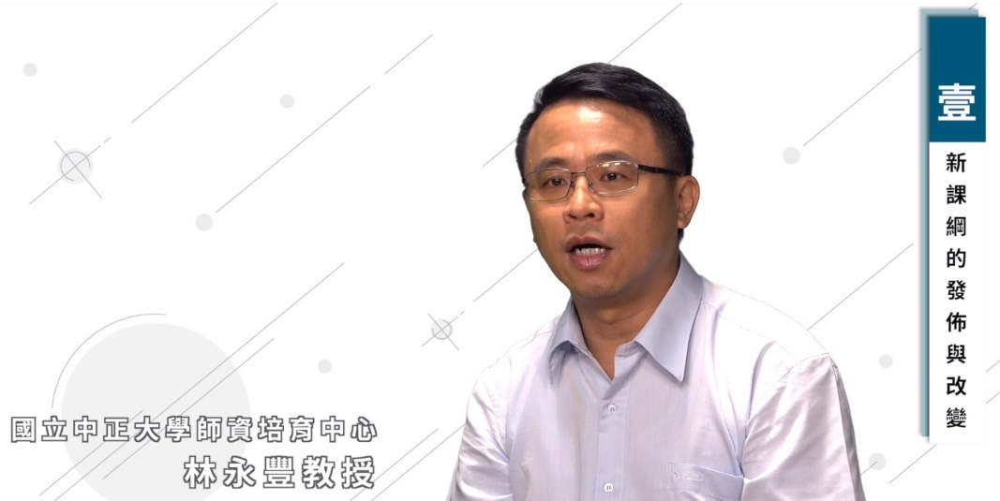 壹
新課綱的發佈與改變
國立中正大學師資培育中心
林永豐教授